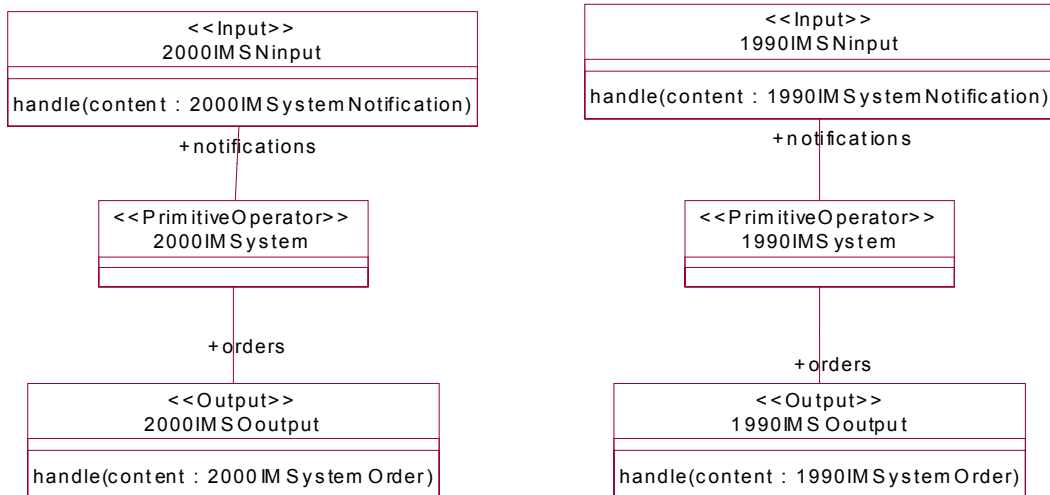 <<Input>>
2000IMSNinput
handle(content : 2000IMSystemNotification)
+notifications
<<PrimitiveOperator>>
2000IMSystem
+orders
<<Output>>
2000IMSOoutput
handle(content : 2000IMSystemOrder)
<<Input>>
1990IMSNinput
handle(content : 1990IMSystemNotification)
+notifications
<<PrimitiveOperator>>
1990IMSystem
+orders
<<Output>>
1990IMSOoutput
handle(content : 1990IMSystemOrder)